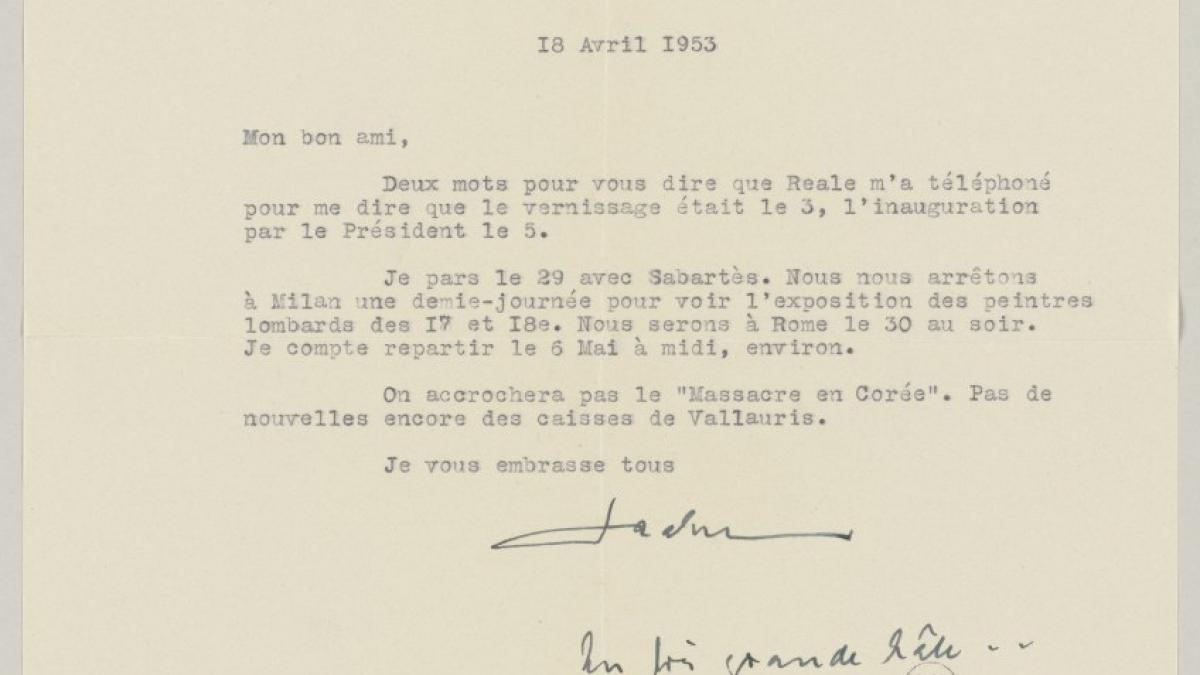 I8 Avril I953
Mon bon ami,
Deux mots pour vous dire que Reale m'a téléphoné
pour me dire que le vernissage était le 3, l'inauguration
par le Président le 5.
Je pars le 29 avec Sabartès. Nous nous arrêtons
à Milan une demie-journée pour voir l'exposition des peintres
lombards des I7 et I8e. Nous serons à Rome le 30 au soir.
Je compte repartir le 6 Mai à midi, environ.
On accrochera pas le "Massacre en Corée". Pas de
nouvelles encore des caisses de Vallauris.
Je vous embrasse tous
très grande hâte --